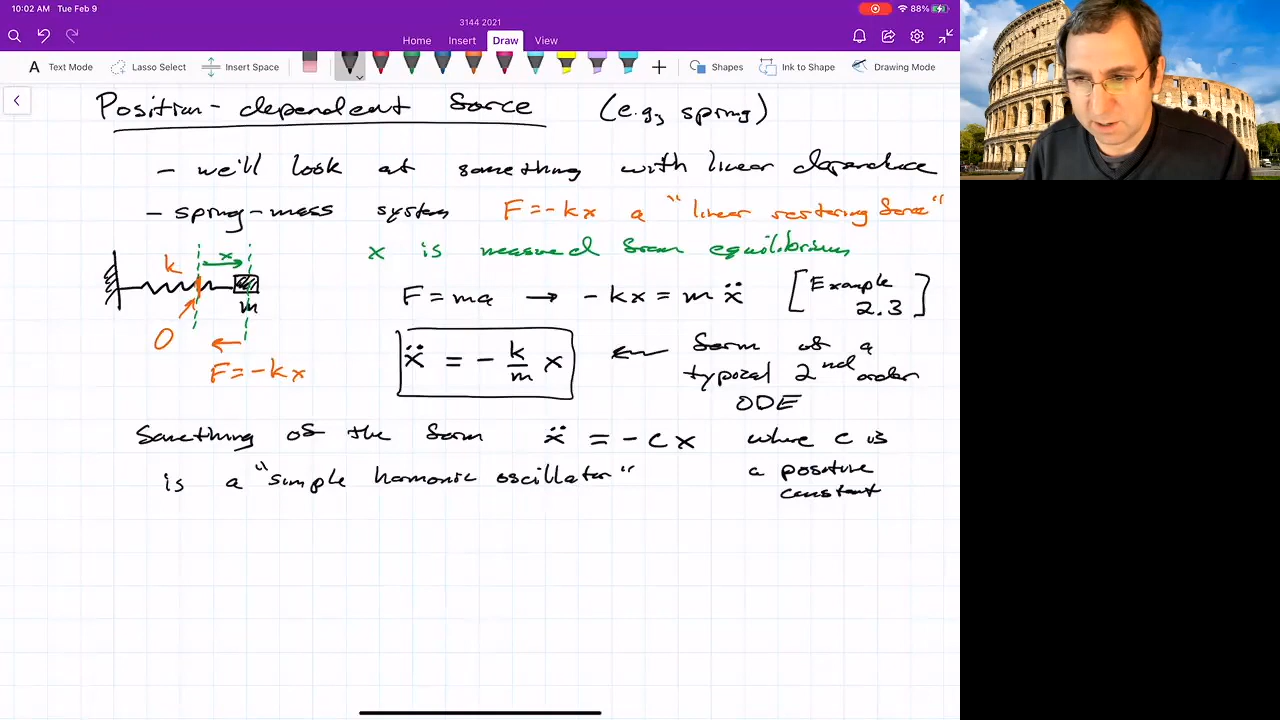 10:02 AM Tue Feb 9
88%
3144 2021
Home Insert Draw View
Text Mode Lasso Select Insert Space Shapes Ink to Shape Drawing Mode
Position-dependent force (e.g., spring)
- we'll look at something with linear dependence
- spring-mass system F = -kx a "linear restoring force"
x is measured from equilibrium
k x
m
O
F = -kx
F = ma → -kx = mẍ [Example 2.3]
ẍ = - k/m x ← form of a
typical 2nd order
ODE
Something of the form ẍ = -cx where c is
is a "simple harmonic oscillator" a positive
constant